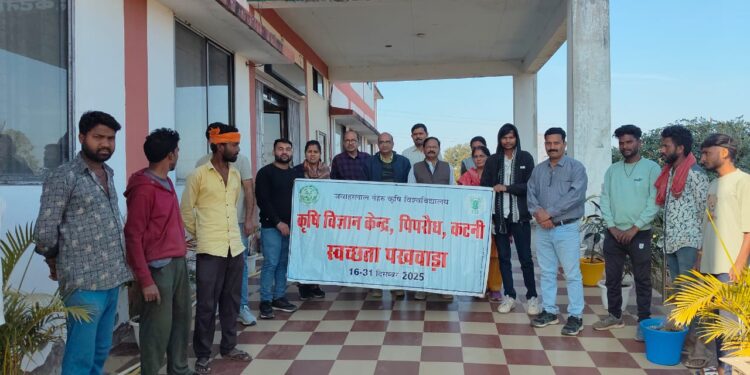 जवाहरलाल नेहरू कृषि विश्वविद्यालय
कृषि विज्ञान केन्द्र, पिपरौध, कटनी
स्वच्छता पखवाड़ा
16-31 दिसम्बर 2025